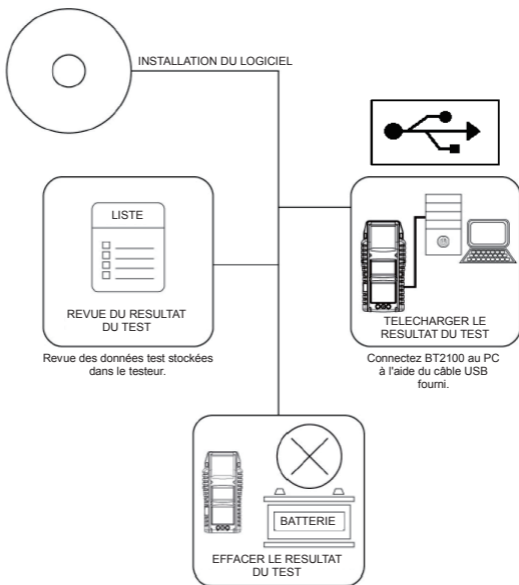 INSTALLATION DU LOGICIEL
LISTE
REVUE DU RESULTAT
DU TEST
Revue des données test stockées
dans le testeur.
TELECHARGER LE
RESULTAT DU TEST
Connectez BT2100 au PC
à l'aide du câble USB
fourni.
BATTERIE
EFFACER LE RESULTAT
DU TEST